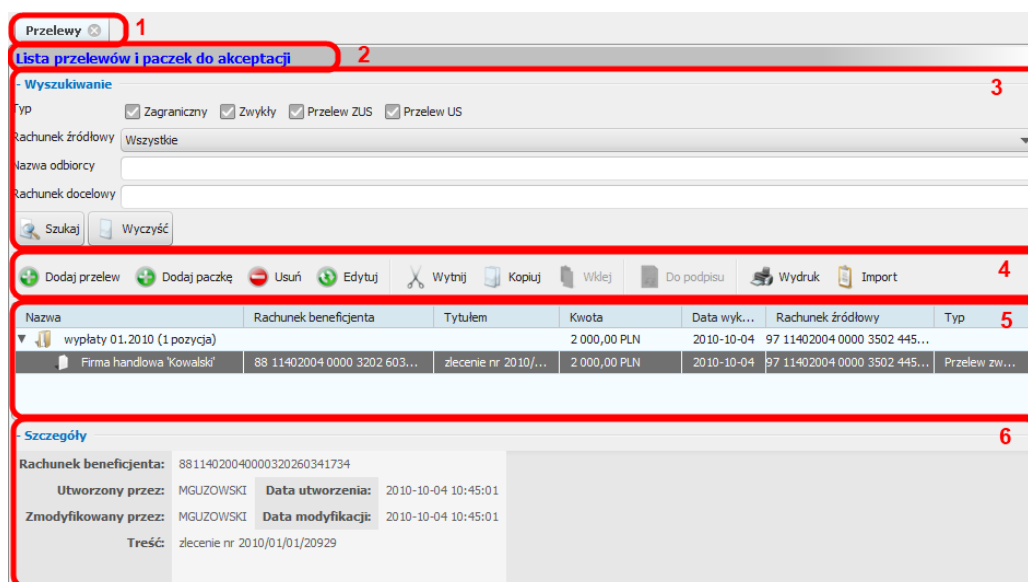 Przelewy 1
Lista przelewów i paczek do akceptacji 2
- Wyszukiwanie 3
Typ Zagraniczny Zwykły Przelew ZUS Przelew US
Rachunek źródłowy Wszystkie
Nazwa odbiorcy
Rachunek docelowy
Szukaj Wyczyść
Dodaj przelew Dodaj paczkę Usuń Edytuj Wytnij Kopiuj Wklej Do podpisu Wydruk Import 4
Nazwa Rachunek beneficjenta Tytułem Kwota Data wyk... Rachunek źródłowy Typ 5
wypłaty 01.2010 (1 pozycja) 2 000,00 PLN 2010-10-04 97 11402004 0000 3502 445...
Firma handlowa 'Kowalski' 88 11402004 0000 3202 603... zlecenie nr 2010/... 2 000,00 PLN 2010-10-04 97 11402004 0000 3502 445... Przelew zw...
- Szczegóły 6
Rachunek beneficjenta: 88114020040000320260341734
Utworzony przez: MGUZOWSKI Data utworzenia: 2010-10-04 10:45:01
Zmodyfikowany przez: MGUZOWSKI Data modyfikacji: 2010-10-04 10:45:01
Treść: zlecenie nr 2010/01/01/20929